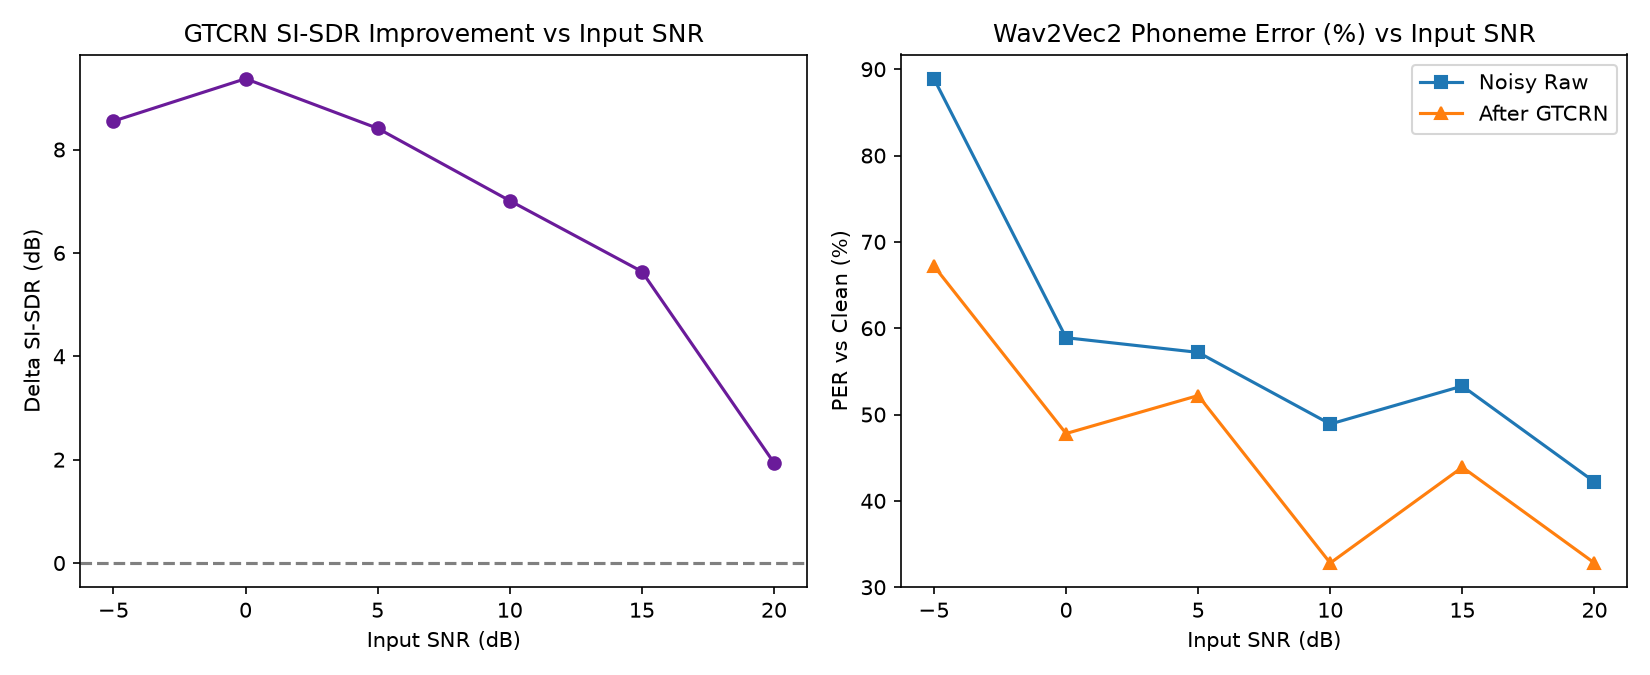 GTCRN SI-SDR Improvement vs Input SNR
Delta SI-SDR (dB)
8
6
4
2
0
−5 0 5 10 15 20
Input SNR (dB)
Wav2Vec2 Phoneme Error (%) vs Input SNR
PER vs Clean (%)
90
80
70
60
50
40
30
Noisy Raw
After GTCRN
−5 0 5 10 15 20
Input SNR (dB)